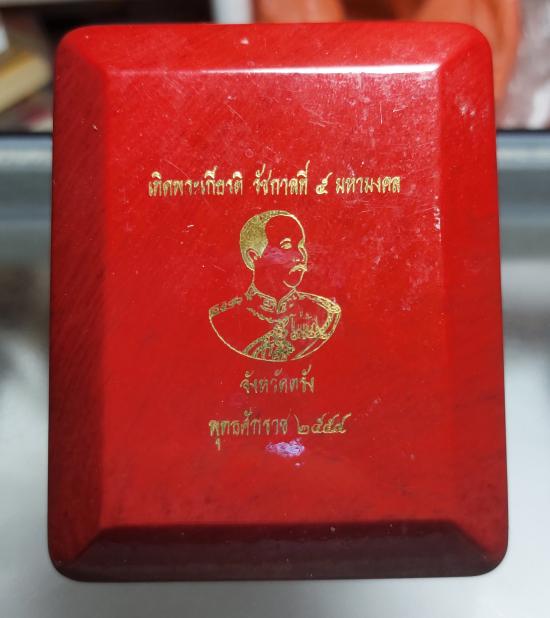 เทิดพระเกียรติ รัชกาลที่ ๕ มหามงคล
จังหวัดตรัง
พุทธศักราช ๒๕๕๔